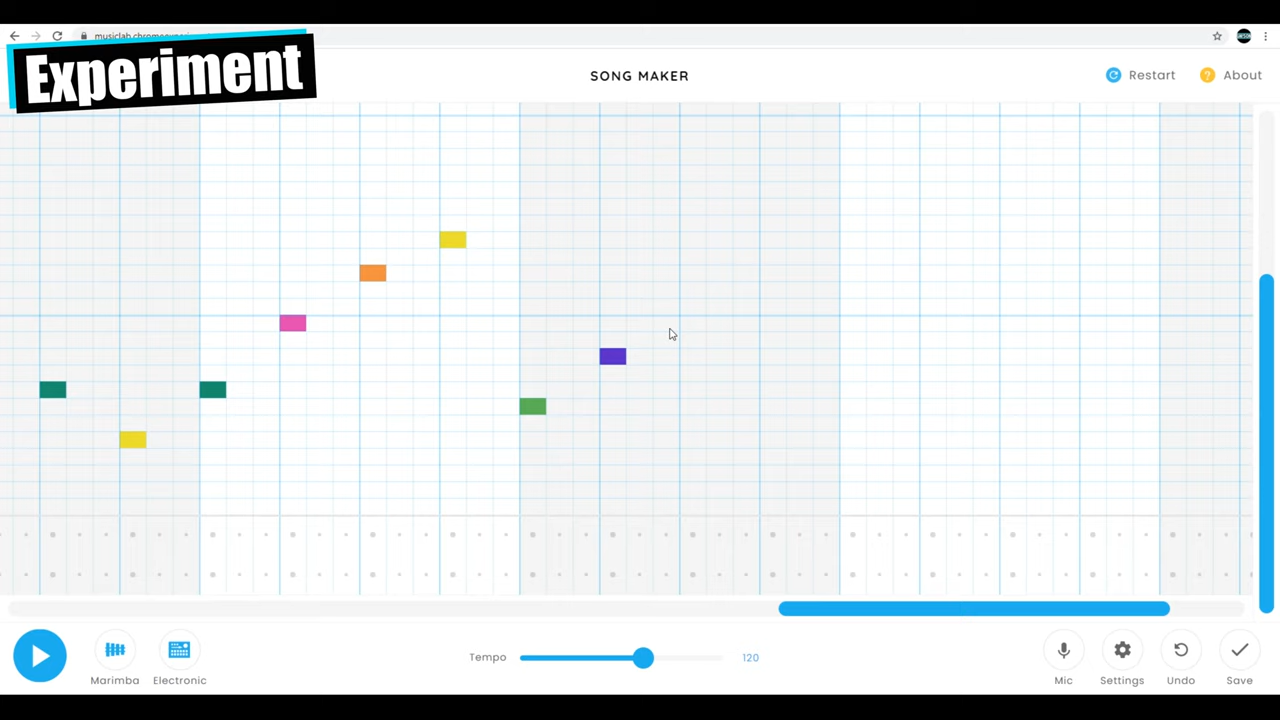 Experiment
SONG MAKER
Restart
About
Tempo
120
Marimba
Electronic
Mic
Settings
Undo
Save